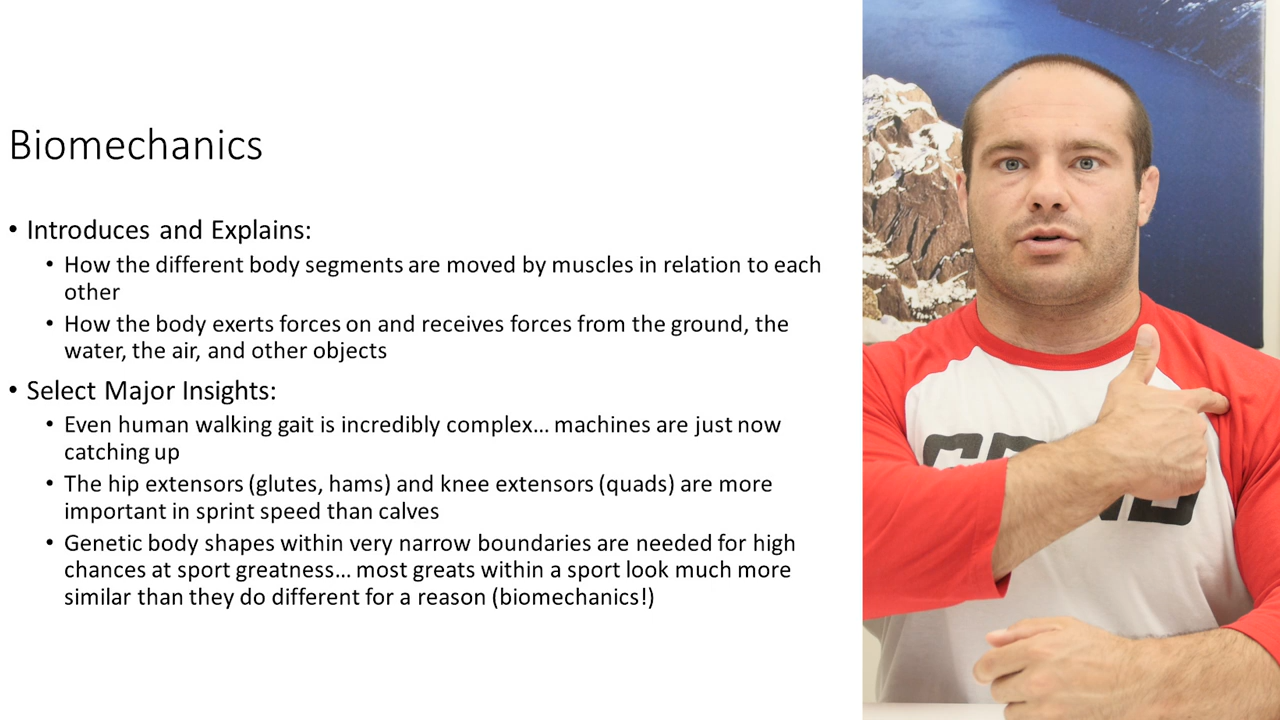 Biomechanics
• Introduces and Explains:
• How the different body segments are moved by muscles in relation to each
other
• How the body exerts forces on and receives forces from the ground, the
water, the air, and other objects
• Select Major Insights:
• Even human walking gait is incredibly complex... machines are just now
catching up
• The hip extensors (glutes, hams) and knee extensors (quads) are more
important in sprint speed than calves
• Genetic body shapes within very narrow boundaries are needed for high
chances at sport greatness... most greats within a sport look much more
similar than they do different for a reason (biomechanics!)